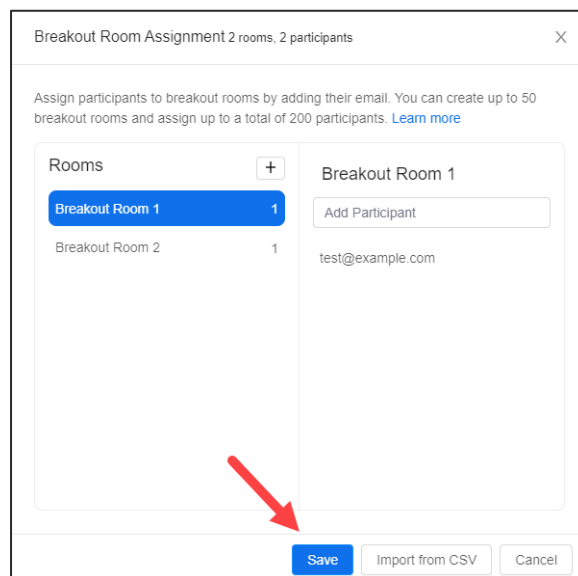 Breakout Room Assignment 2 rooms, 2 participants X
Assign participants to breakout rooms by adding their email. You can create up to 50
breakout rooms and assign up to a total of 200 participants. Learn more
Rooms +
Breakout Room 1 1
Breakout Room 2 1
Breakout Room 1
Add Participant
test@example.com
Save Import from CSV Cancel